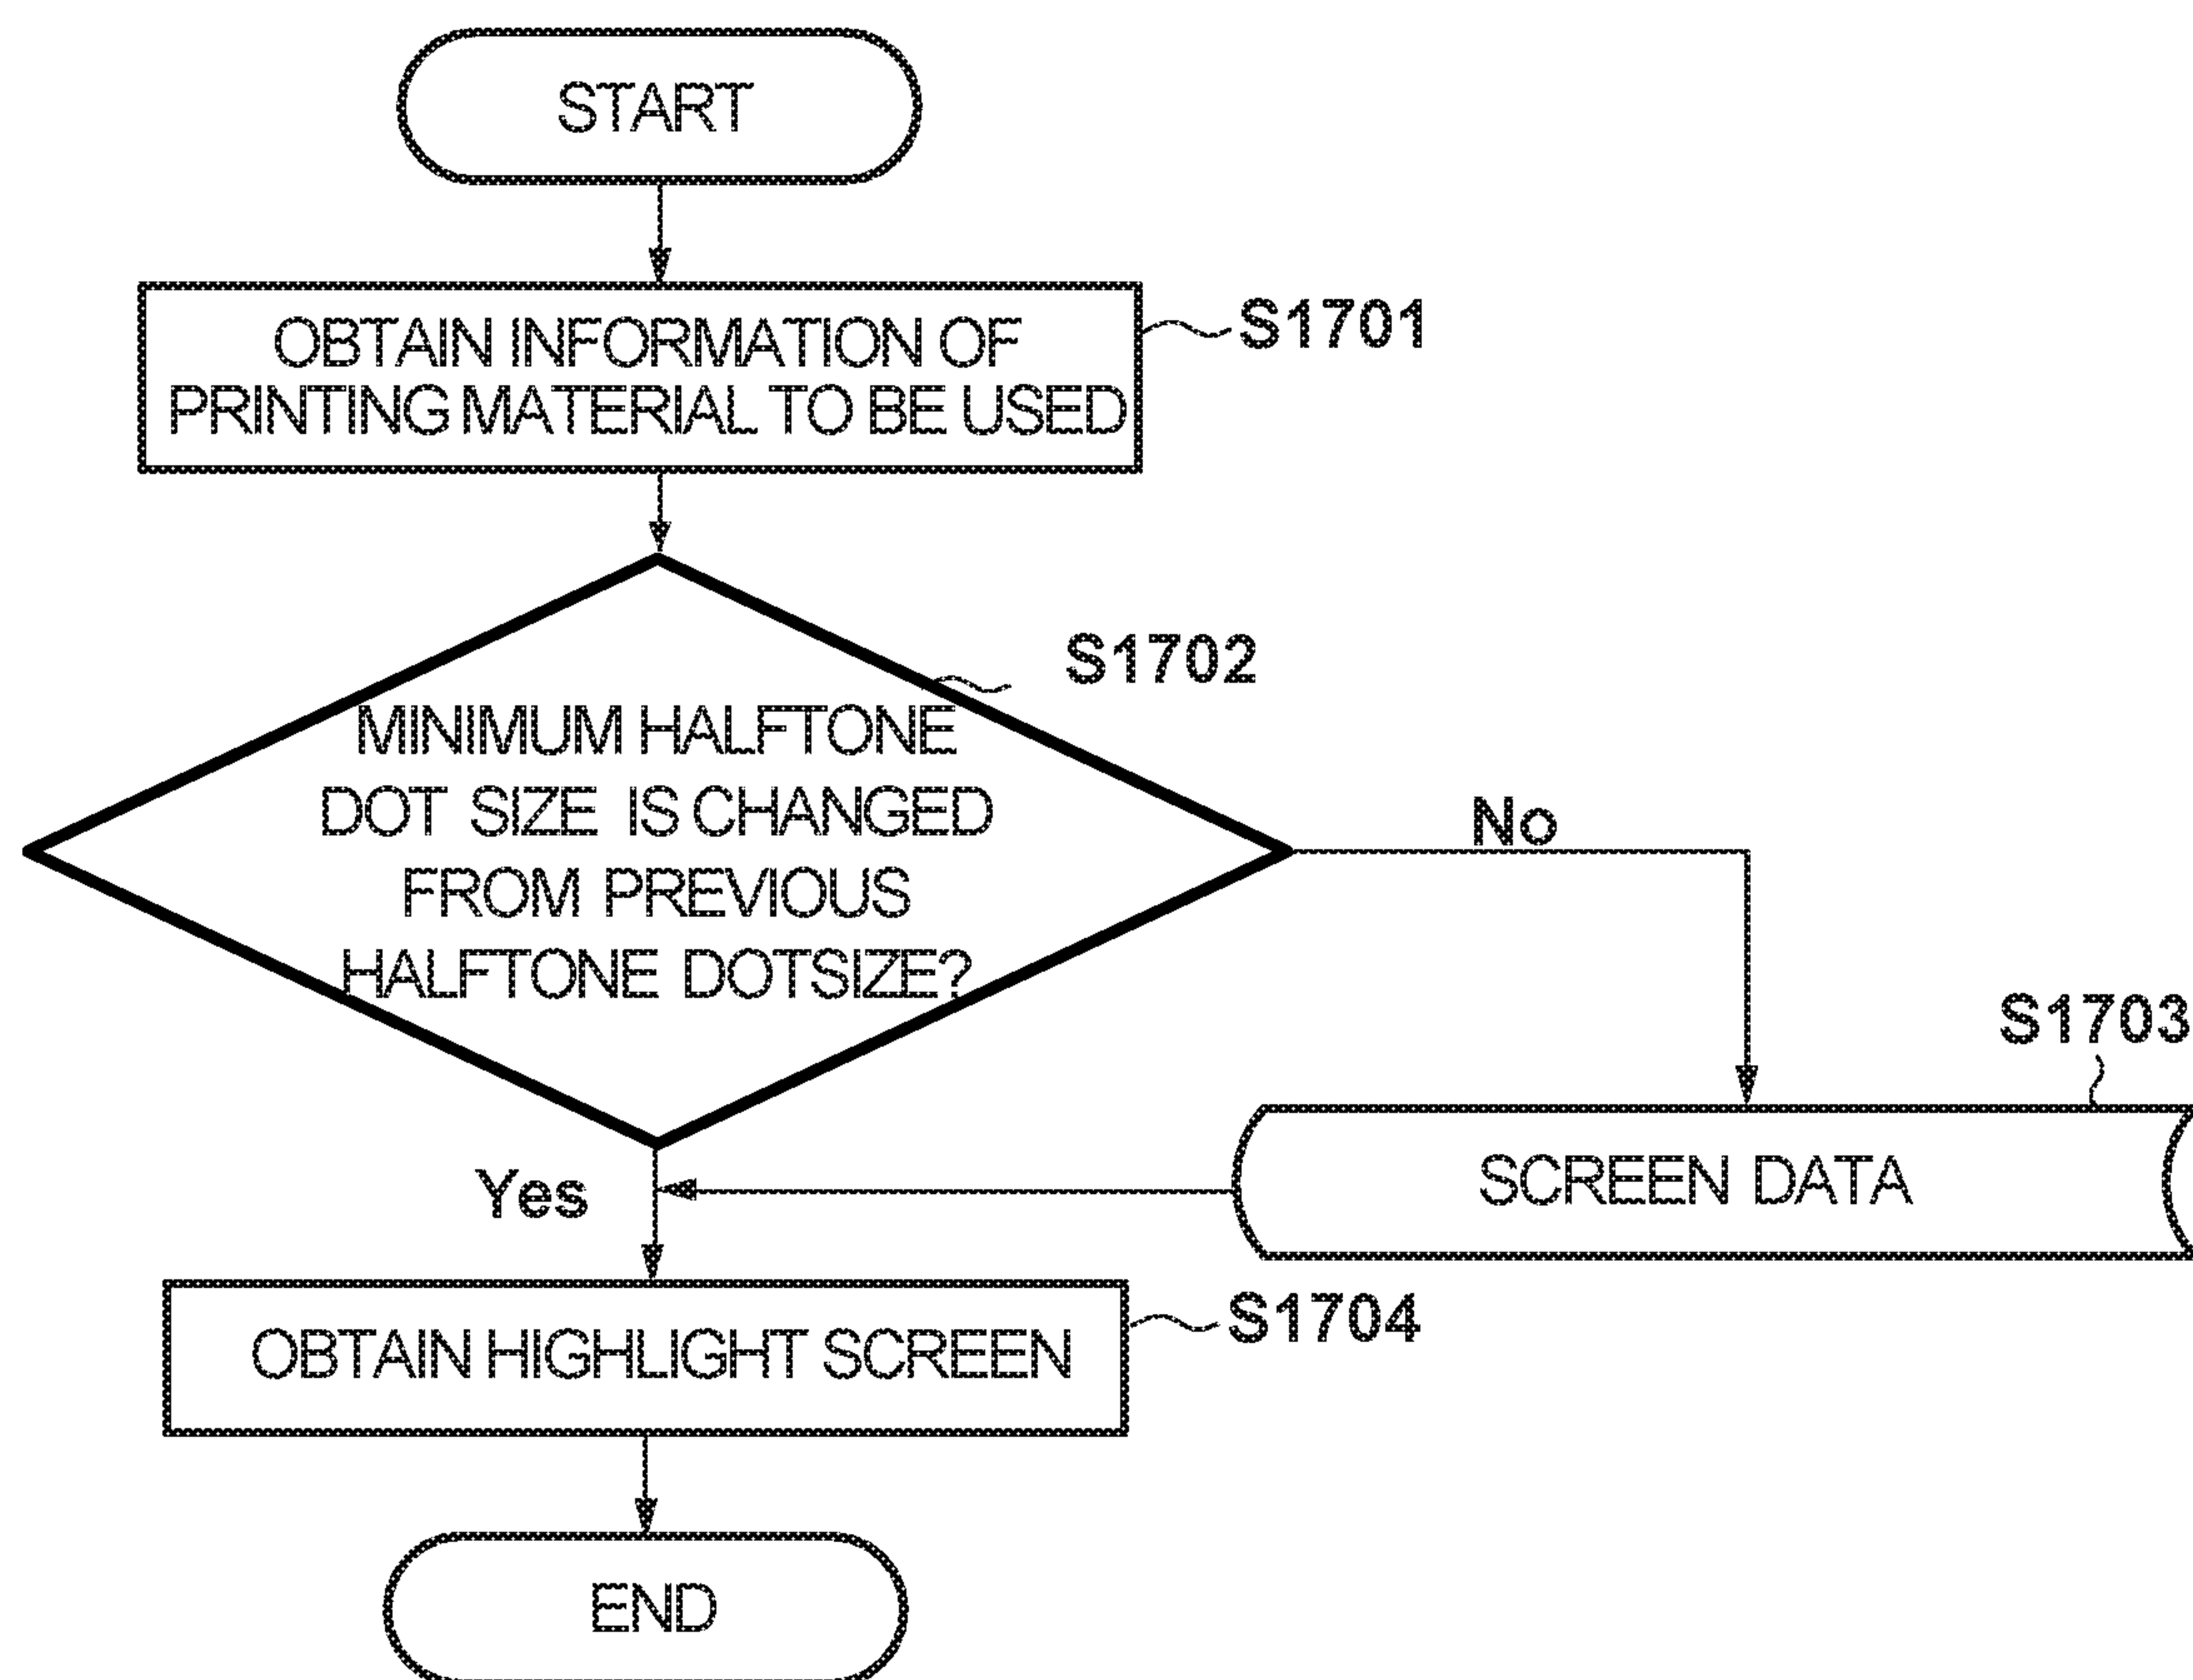 START
OBTAIN INFORMATION OF
PRINTING MATERIAL TO BE USED
S1701
S1702
MINIMUM HALFTONE
DOT SIZE IS CHANGED
FROM PREVIOUS
HALFTONE DOTSIZE?
No
S1703
SCREEN DATA
Yes
OBTAIN HIGHLIGHT SCREEN
S1704
END